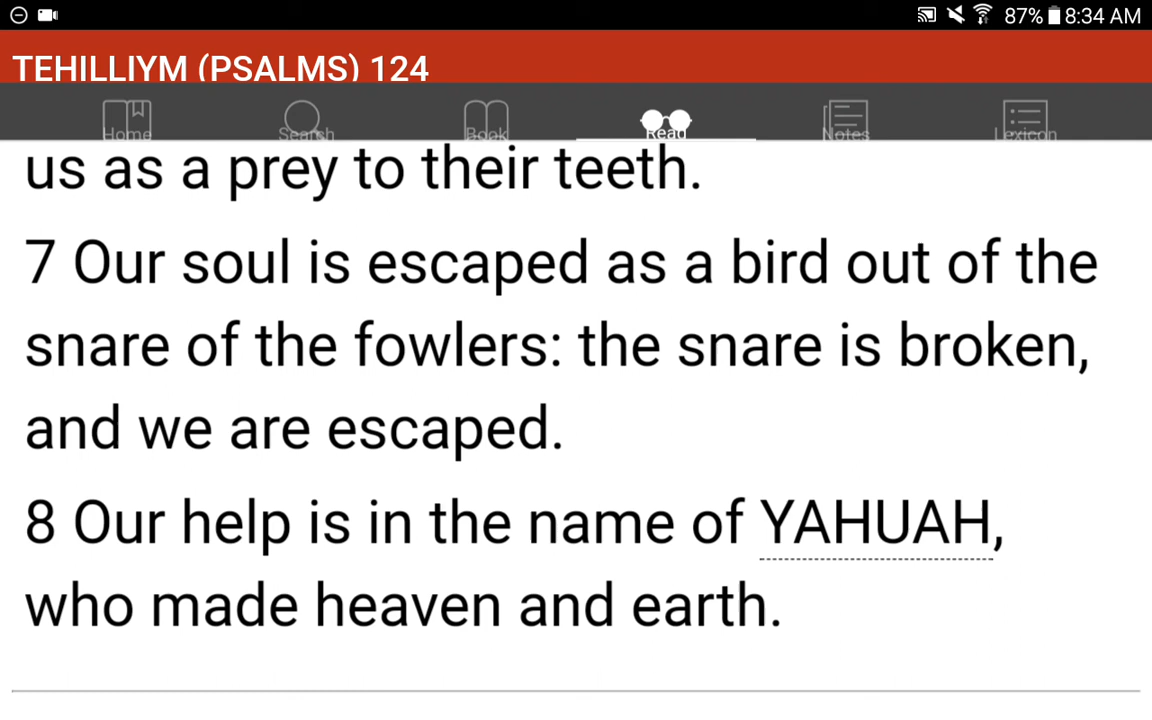 87% 8:34 AM
TEHILLIYM (PSALMS) 124
Home Search Book Read Notes Lexicon
us as a prey to their teeth.
7 Our soul is escaped as a bird out of the
snare of the fowlers: the snare is broken,
and we are escaped.
8 Our help is in the name of YAHUAH,
who made heaven and earth.